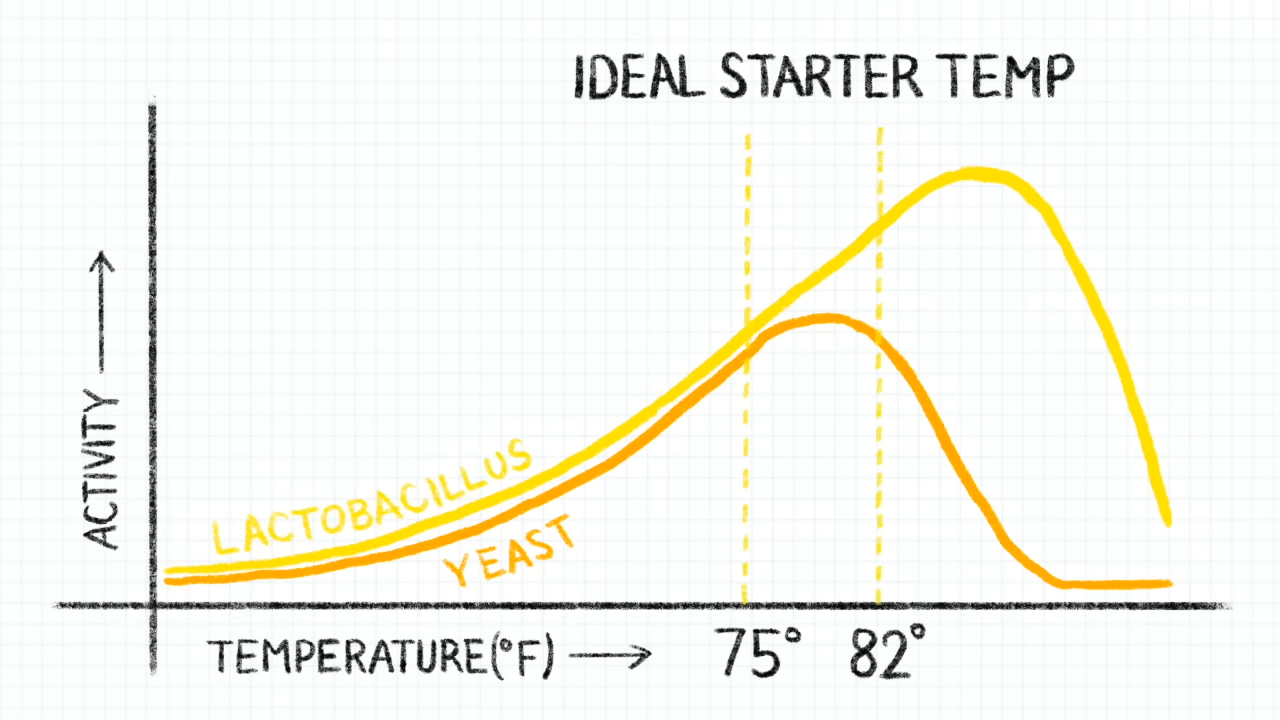 IDEAL STARTER TEMP
ACTIVITY
LACTOBACILLUS
YEAST
TEMPERATURE(°F)
75° 82°